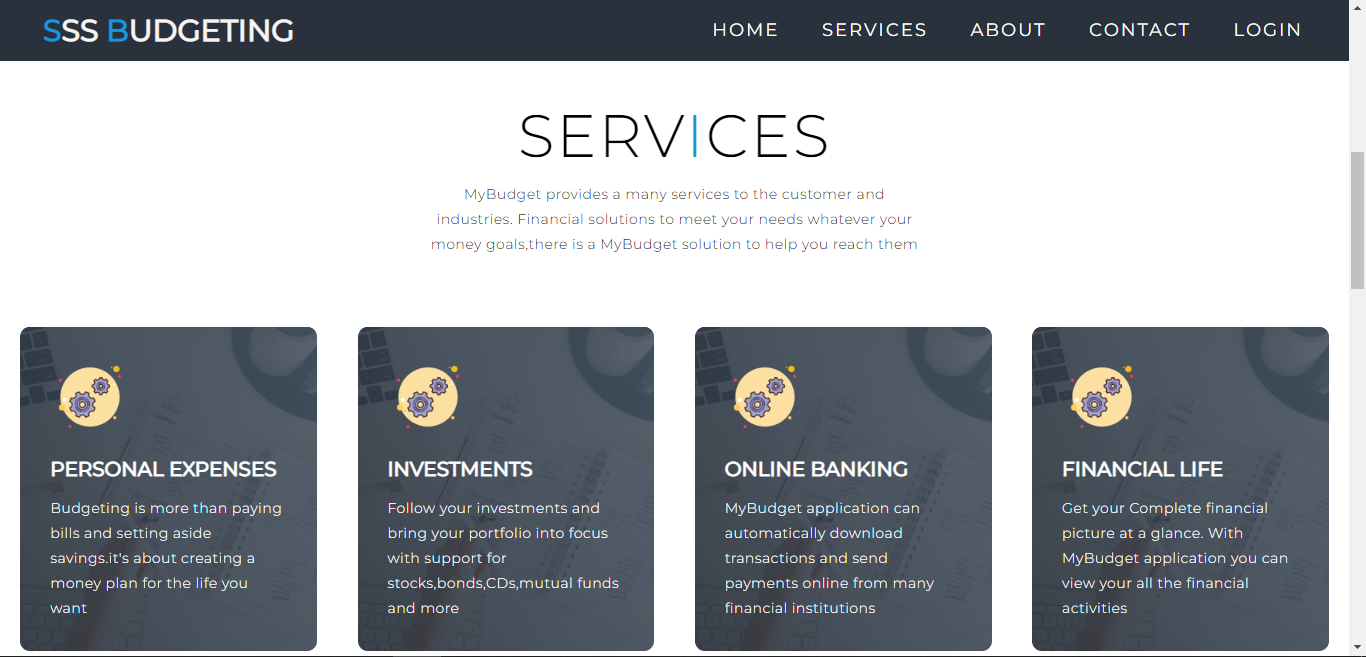 SSS BUDGETING
HOME SERVICES ABOUT CONTACT LOGIN
SERVICES
MyBudget provides a many services to the customer and
industries. Financial solutions to meet your needs whatever your
money goals,there is a MyBudget solution to help you reach them
PERSONAL EXPENSES
Budgeting is more than paying
bills and setting aside
savings.it's about creating a
money plan for the life you
want
INVESTMENTS
Follow your investments and
bring your portfolio into focus
with support for
stocks,bonds,CDs,mutual funds
and more
ONLINE BANKING
MyBudget application can
automatically download
transactions and send
payments online from many
financial institutions
FINANCIAL LIFE
Get your Complete financial
picture at a glance. With
MyBudget application you can
view your all the financial
activities